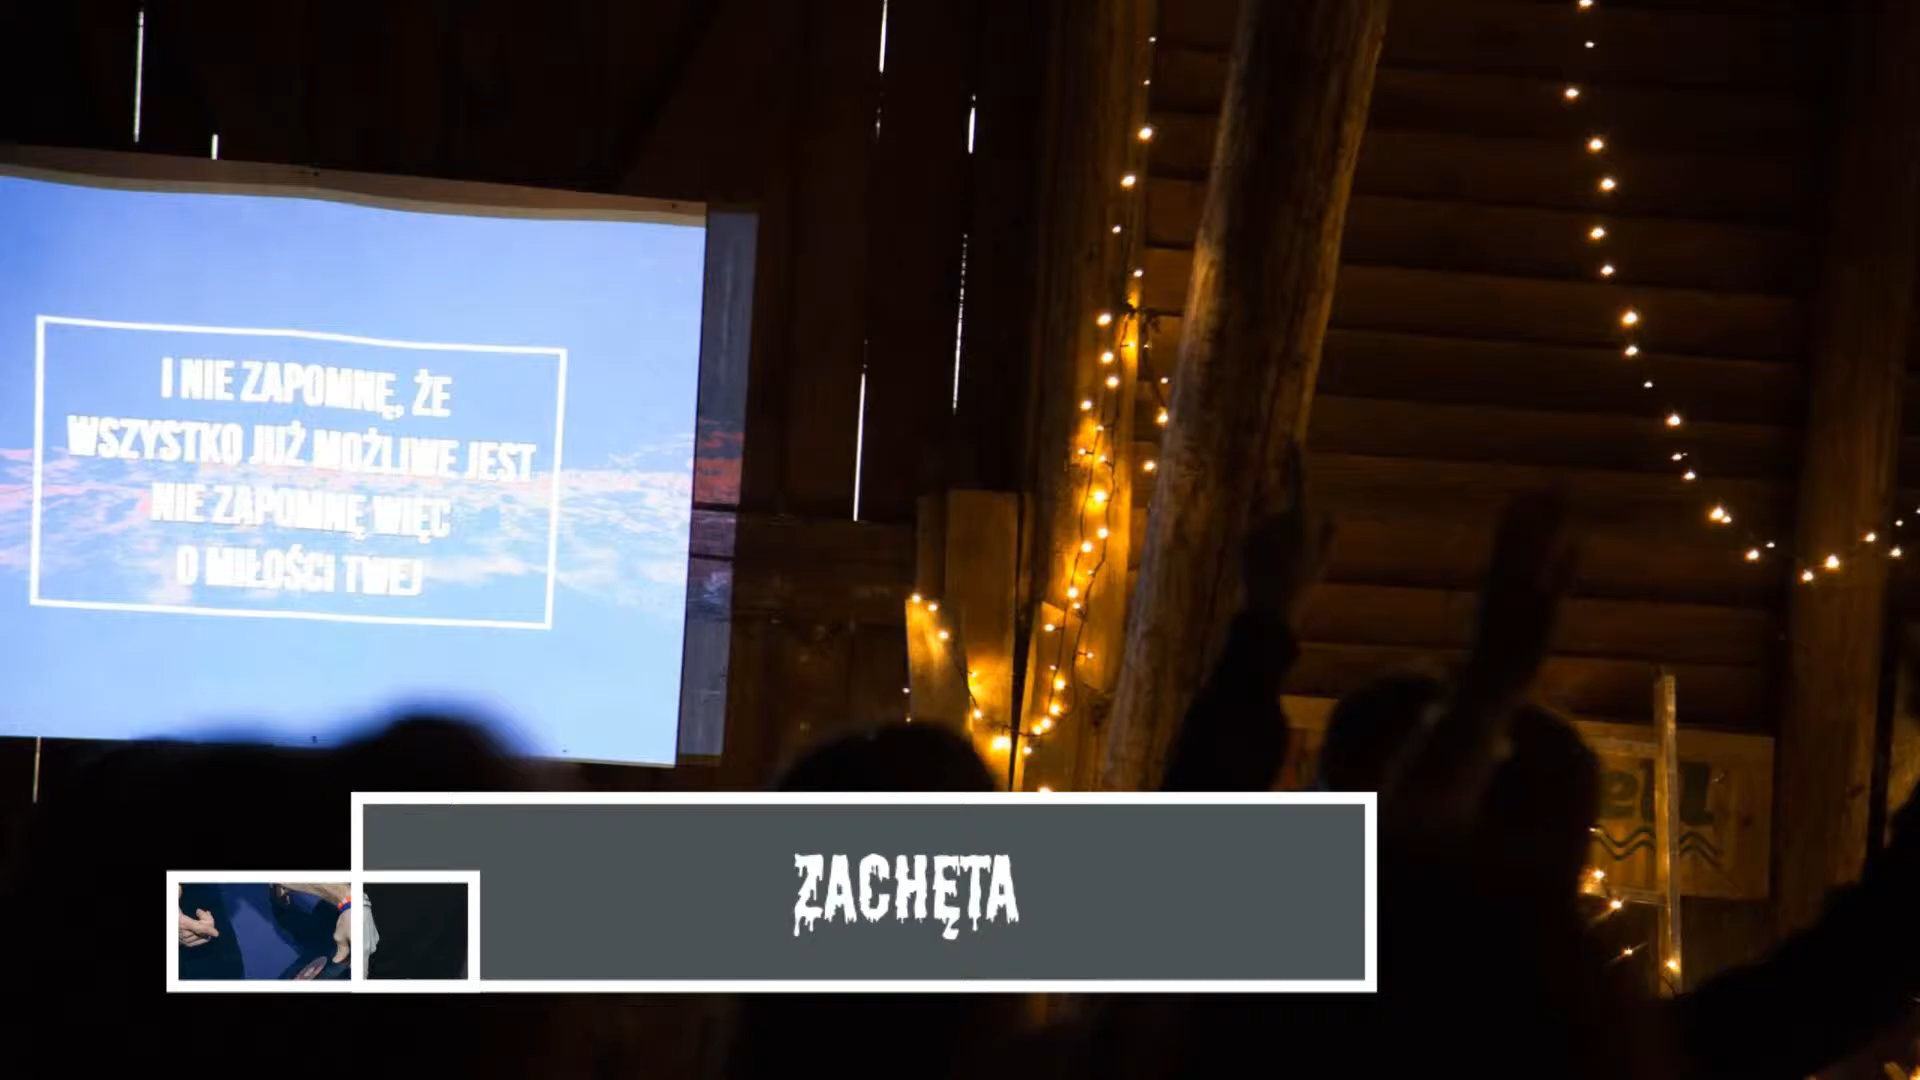 I NIE ZAPOMNĘ, ŻE
WSZYSTKO JUŻ MOŻLIWE JEST
NIE ZAPOMNĘ WIĘC
O MIŁOŚCI TWEJ
ZACHĘTA